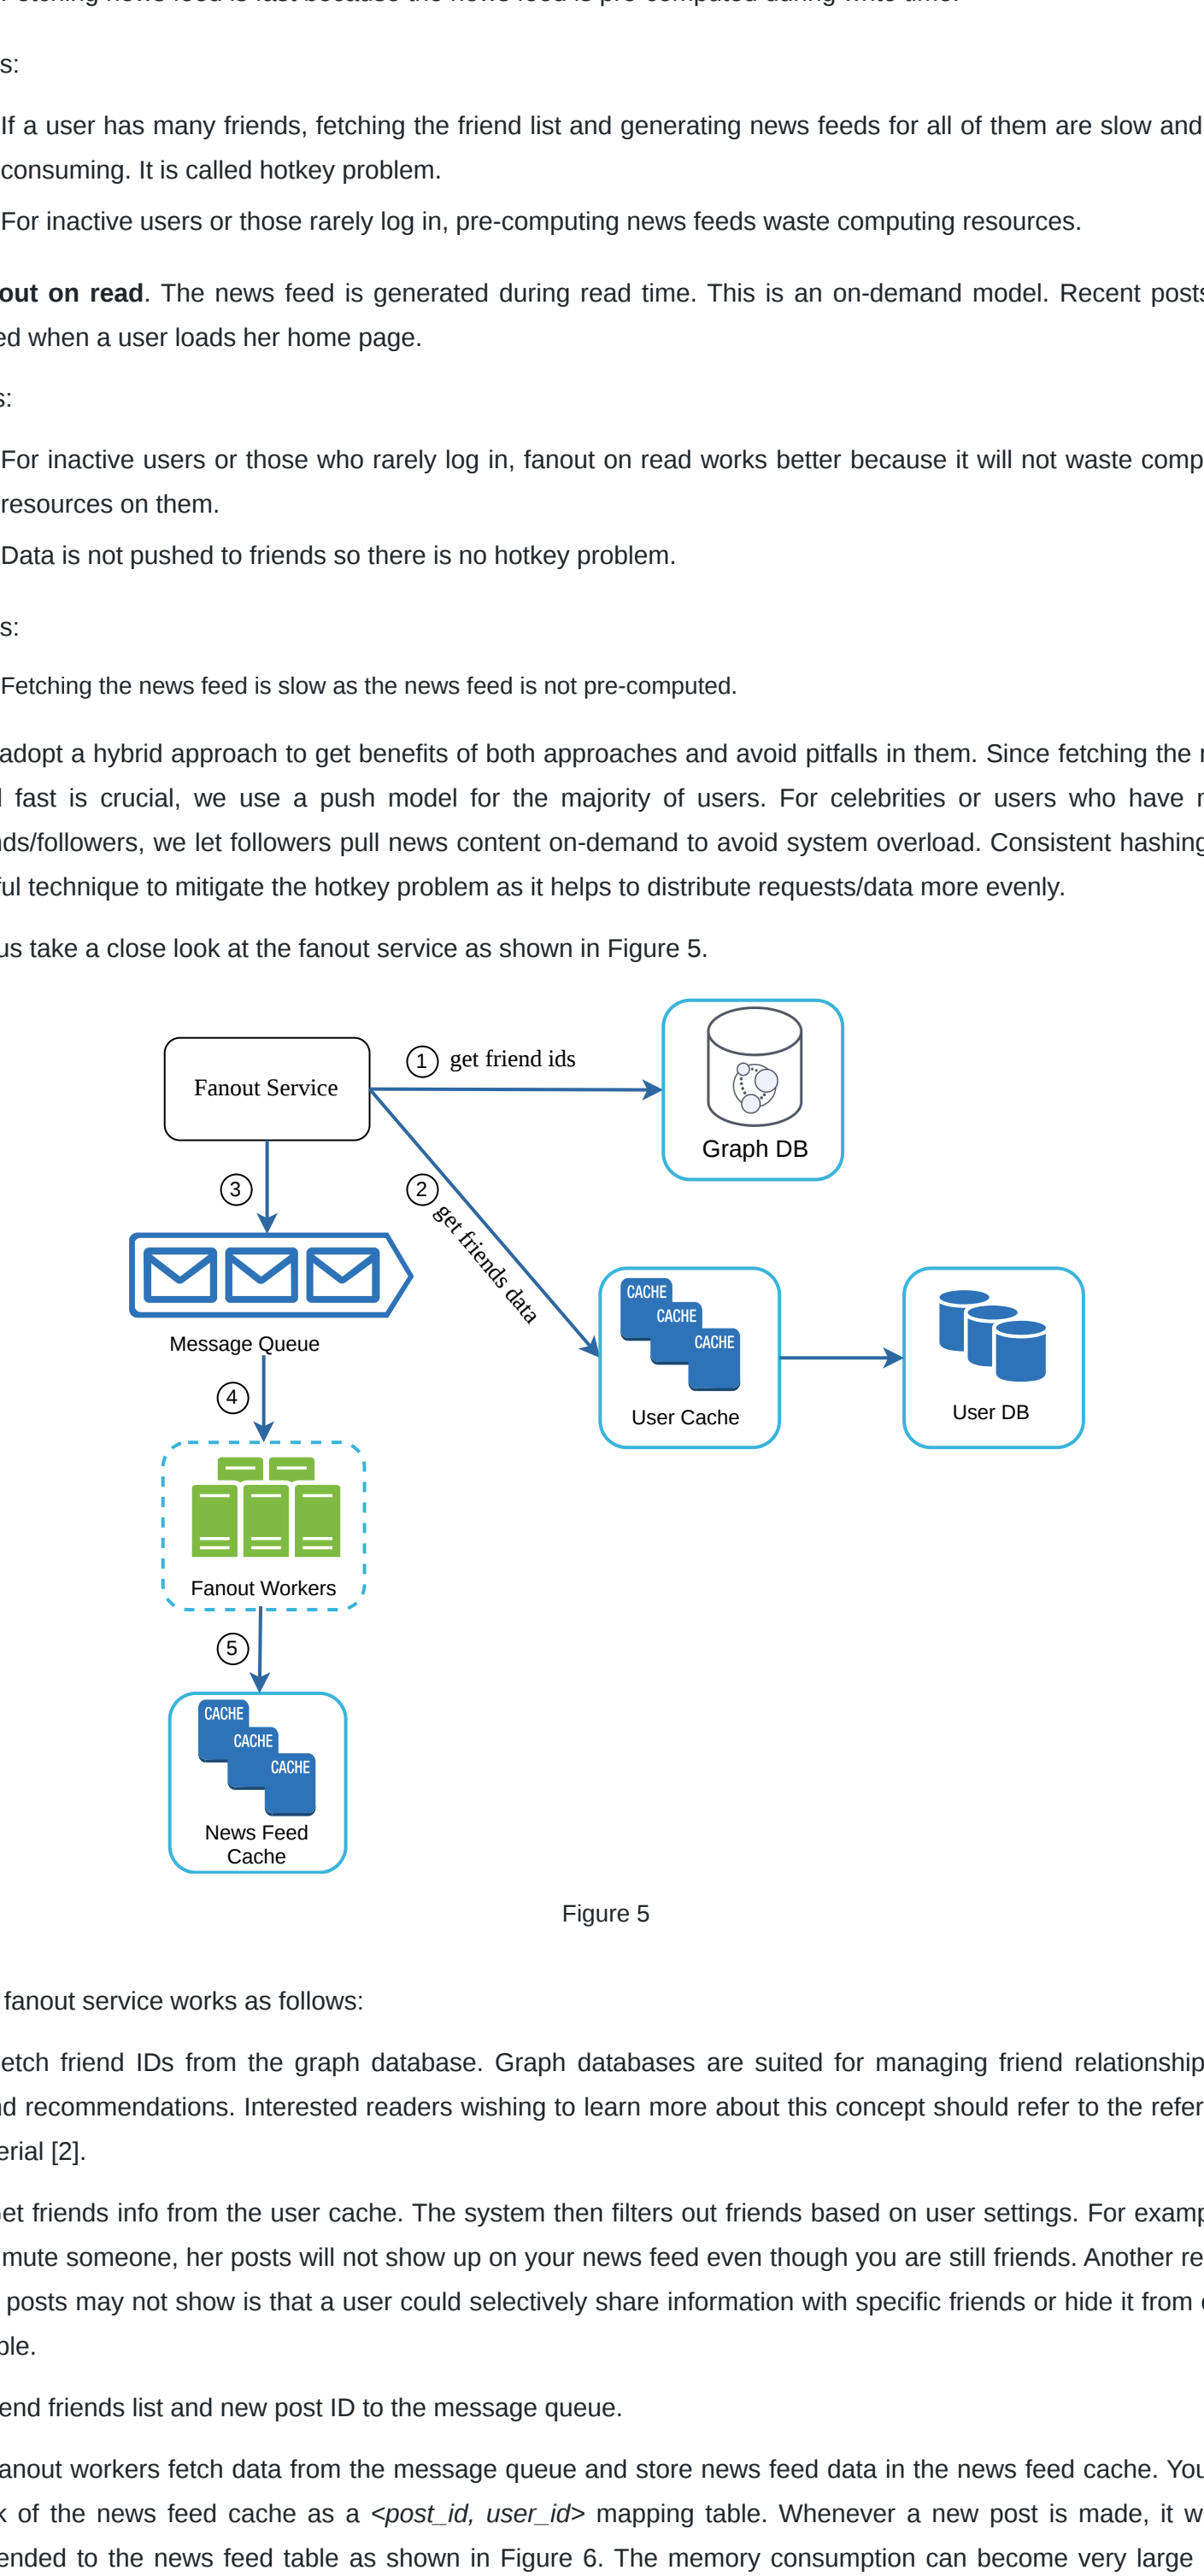 Fetching news feed is fast because the news feed is pre-computed during write time.
s:
If a user has many friends, fetching the friend list and generating news feeds for all of them are slow and
consuming. It is called hotkey problem.
For inactive users or those rarely log in, pre-computing news feeds waste computing resources.
out on read. The news feed is generated during read time. This is an on-demand model. Recent posts
ed when a user loads her home page.
s:
For inactive users or those who rarely log in, fanout on read works better because it will not waste comp
resources on them.
Data is not pushed to friends so there is no hotkey problem.
s:
Fetching the news feed is slow as the news feed is not pre-computed.
adopt a hybrid approach to get benefits of both approaches and avoid pitfalls in them. Since fetching the
fast is crucial, we use a push model for the majority of users. For celebrities or users who have
nds/followers, we let followers pull news content on-demand to avoid system overload. Consistent hashing
ful technique to mitigate the hotkey problem as it helps to distribute requests/data more evenly.
us take a close look at the fanout service as shown in Figure 5.
Fanout Service
1 get friend ids
Graph DB
3
2 get friends data
Message Queue
CACHE
CACHE
CACHE
User Cache
User DB
4
Fanout Workers
5
CACHE
CACHE
CACHE
News Feed
Cache
Figure 5
fanout service works as follows:
etch friend IDs from the graph database. Graph databases are suited for managing friend relationship
nd recommendations. Interested readers wishing to learn more about this concept should refer to the refer
erial [2].
et friends info from the user cache. The system then filters out friends based on user settings. For examp
mute someone, her posts will not show up on your news feed even though you are still friends. Another re
posts may not show is that a user could selectively share information with specific friends or hide it from
ple.
end friends list and new post ID to the message queue.
anout workers fetch data from the message queue and store news feed data in the news feed cache. You
k of the news feed cache as a <post_id, user_id> mapping table. Whenever a new post is made, it w
ended to the news feed table as shown in Figure 6. The memory consumption can become very large